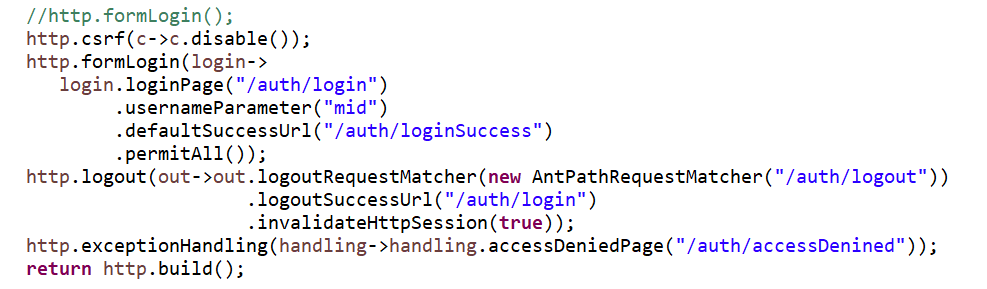 //http.formLogin();
http.csrf(c->c.disable());
http.formLogin(login->
   login.loginPage("/auth/login")
        .usernameParameter("mid")
        .defaultSuccessUrl("/auth/loginSuccess")
        .permitAll());
http.logout(out->out.logoutRequestMatcher(new AntPathRequestMatcher("/auth/logout"))
                    .logoutSuccessUrl("/auth/login")
                    .invalidateHttpSession(true));
http.exceptionHandling(handling->handling.accessDeniedPage("/auth/accessDenined"));
return http.build();